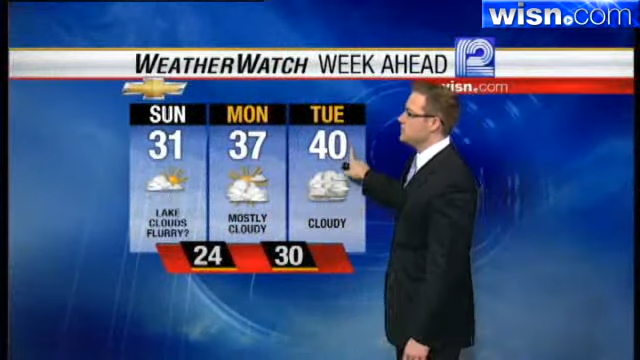 wisn.com
WEATHERWATCH WEEK AHEAD 12
wisn.com
SUN MON TUE
31 37 40
LAKE CLOUDS FLURRY?
MOSTLY CLOUDY
CLOUDY
24 30